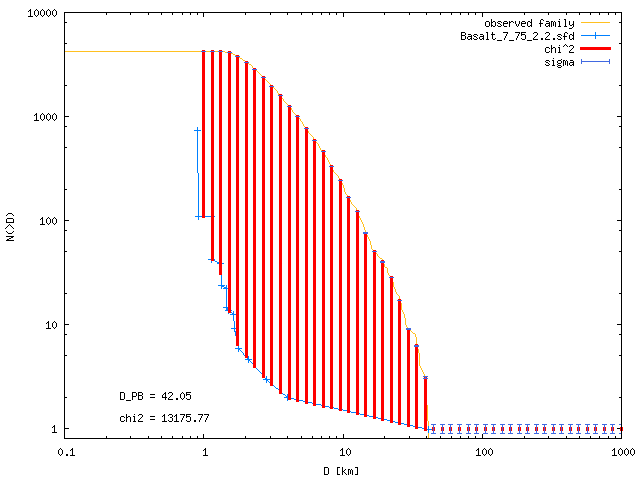 10000
1000
100
10
1
N(>D)
observed family
Basalt_7_75_2.2.sfd
chi^2
sigma
D_PB = 42.05
chi2 = 13175.77
0.1 1 10 100 1000
D [km]